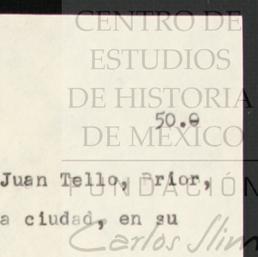 CENTRO DE
ESTUDIOS
DE HISTORIA
DE MÉXICO
50.0
FUNDACIÓN
Juan Tello, Prior,
a ciudad, en su
Carlos Slim